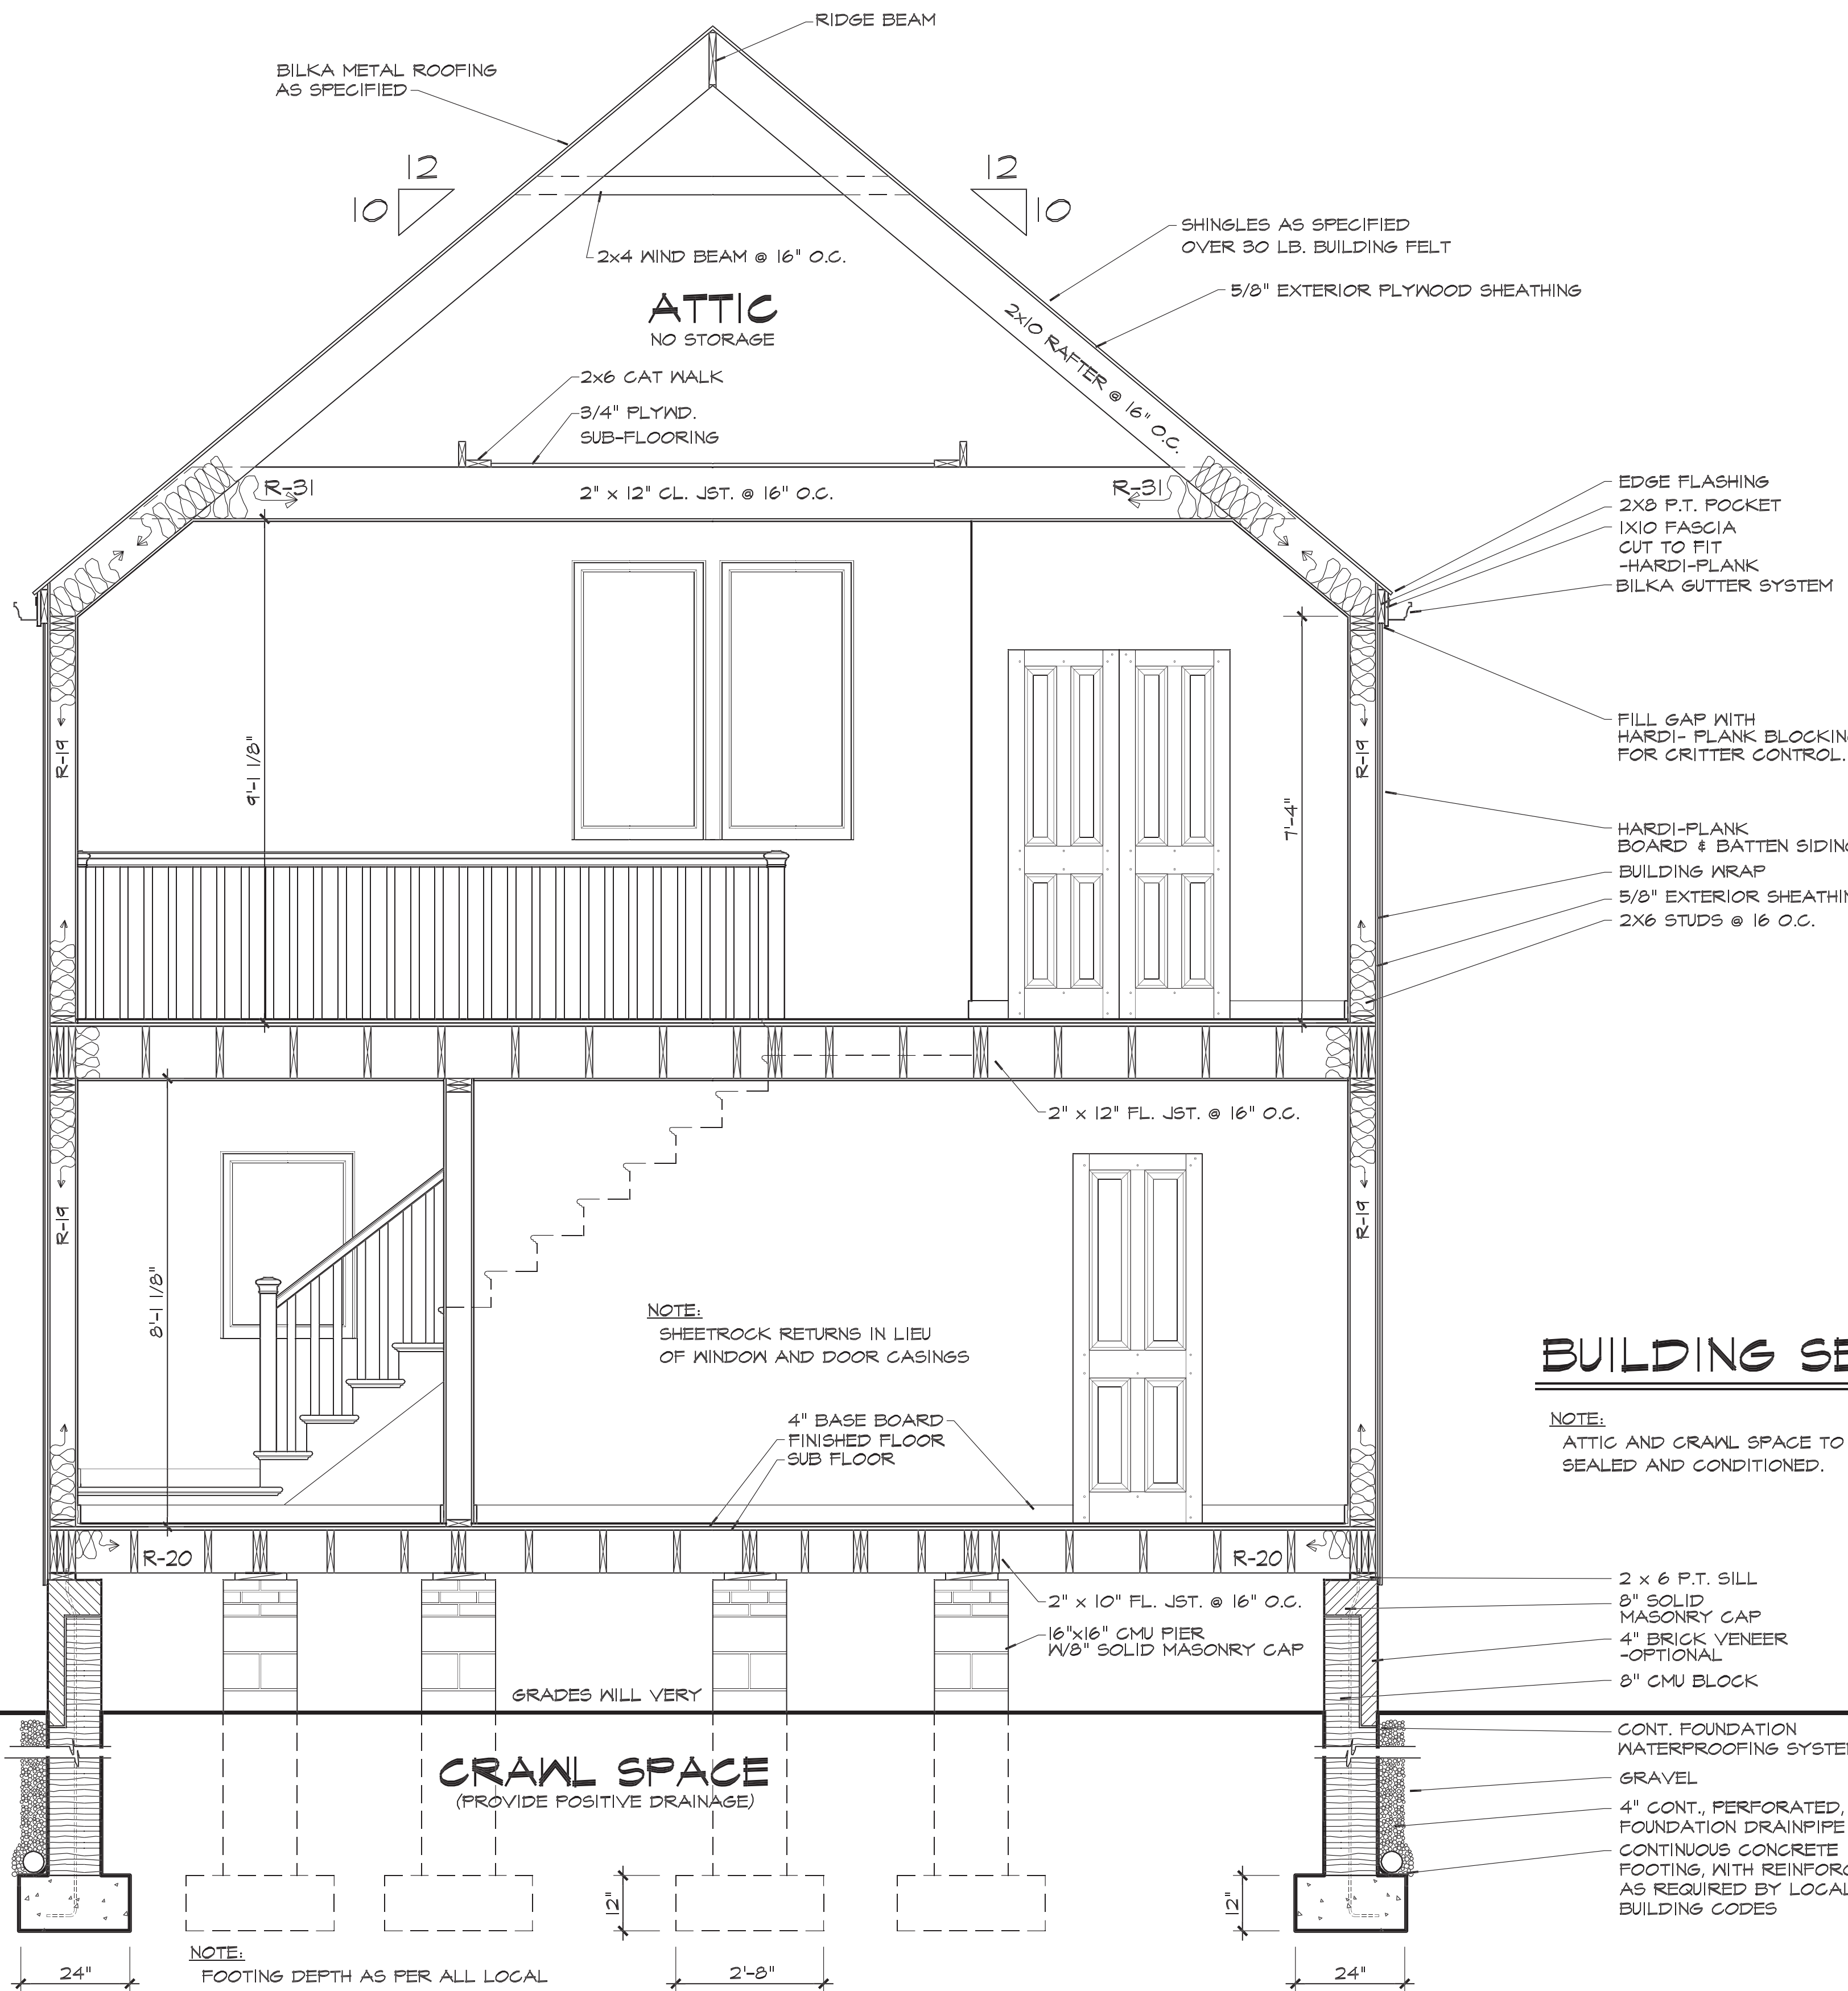 RIDGE BEAM
BILKA METAL ROOFING
AS SPECIFIED
12
10
12
10
SHINGLES AS SPECIFIED
OVER 30 LB. BUILDING FELT
2x4 WIND BEAM @ 16" O.C.
5/8" EXTERIOR PLYWOOD SHEATHING
ATTIC
NO STORAGE
2x10 RAFTER @ 16" O.C.
2x6 CAT WALK
3/4" PLYWD.
SUB-FLOORING
R-31
2" x 12" CL. JST. @ 16" O.C.
R-31
EDGE FLASHING
2X8 P.T. POCKET
1X10 FASCIA
CUT TO FIT
-HARDI-PLANK
BILKA GUTTER SYSTEM
FILL GAP WITH
HARDI- PLANK BLOCKIN
FOR CRITTER CONTROL.
R-19
9'-1 1/8"
7'-4"
R-19
HARDI-PLANK
BOARD & BATTEN SIDING
BUILDING WRAP
5/8" EXTERIOR SHEATHIN
2X6 STUDS @ 16 O.C.
2" x 12" FL. JST. @ 16" O.C.
R-19
8'-1 1/8"
R-19
NOTE:
SHEETROCK RETURNS IN LIEU
OF WINDOW AND DOOR CASINGS
BUILDING SE
NOTE:
ATTIC AND CRAWL SPACE TO
SEALED AND CONDITIONED.
4" BASE BOARD
FINISHED FLOOR
SUB FLOOR
R-20
R-20
2" x 10" FL. JST. @ 16" O.C.
16"x16" CMU PIER
W/8" SOLID MASONRY CAP
2 x 6 P.T. SILL
8" SOLID
MASONRY CAP
4" BRICK VENEER
-OPTIONAL
8" CMU BLOCK
GRADES WILL VERY
CRAWL SPACE
(PROVIDE POSITIVE DRAINAGE)
CONT. FOUNDATION
WATERPROOFING SYSTEM
GRAVEL
4" CONT., PERFORATED,
FOUNDATION DRAINPIPE
CONTINUOUS CONCRETE
FOOTING, WITH REINFORC
AS REQUIRED BY LOCAL
BUILDING CODES
12"
12"
NOTE:
FOOTING DEPTH AS PER ALL LOCAL
24"
2'-8"
24"